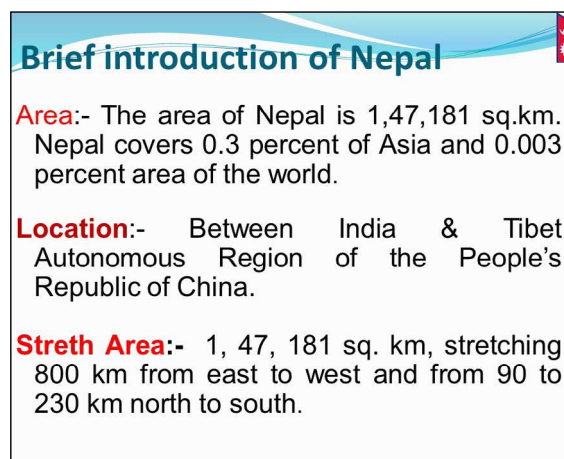 Brief introduction of Nepal
Area:- The area of Nepal is 1,47,181 sq.km.
Nepal covers 0.3 percent of Asia and 0.003
percent area of the world.
Location:- Between India & Tibet
Autonomous Region of the People’s
Republic of China.
Streth Area:- 1, 47, 181 sq. km, stretching
800 km from east to west and from 90 to
230 km north to south.